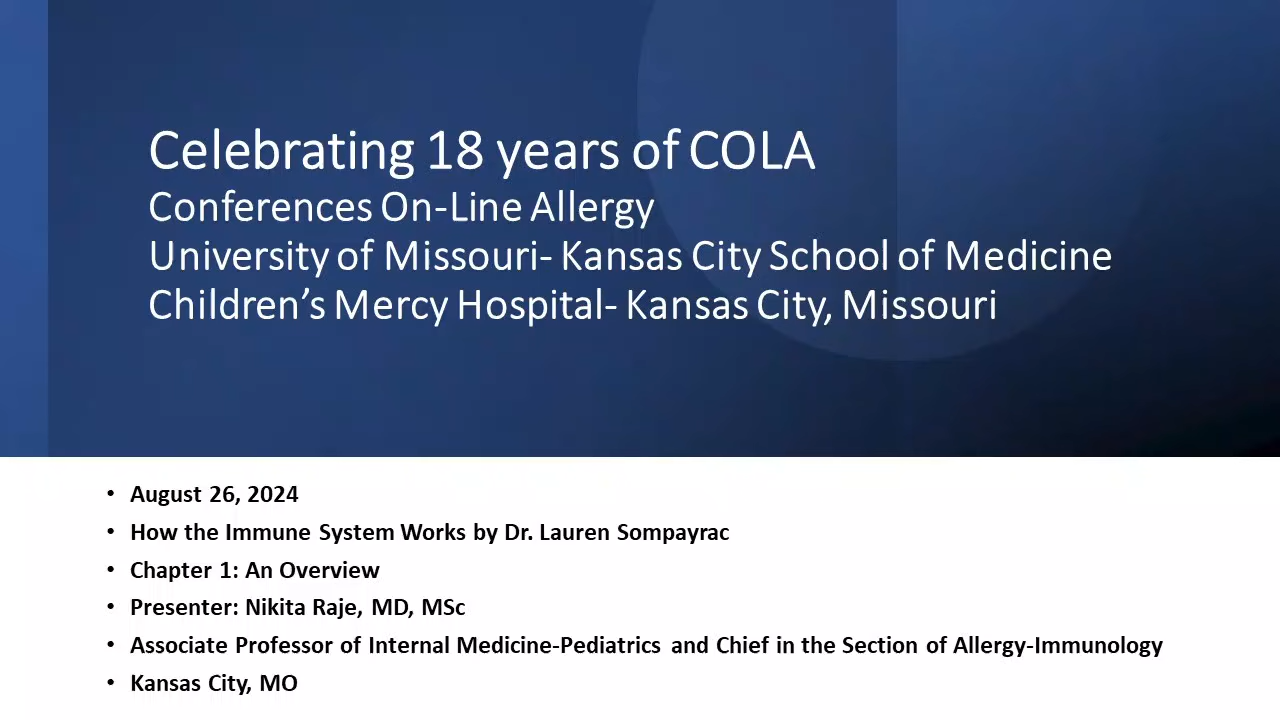 Celebrating 18 years of COLA
Conferences On-Line Allergy
University of Missouri- Kansas City School of Medicine
Children’s Mercy Hospital- Kansas City, Missouri
• August 26, 2024
• How the Immune System Works by Dr. Lauren Sompayrac
• Chapter 1: An Overview
• Presenter: Nikita Raje, MD, MSc
• Associate Professor of Internal Medicine-Pediatrics and Chief in the Section of Allergy-Immunology
• Kansas City, MO